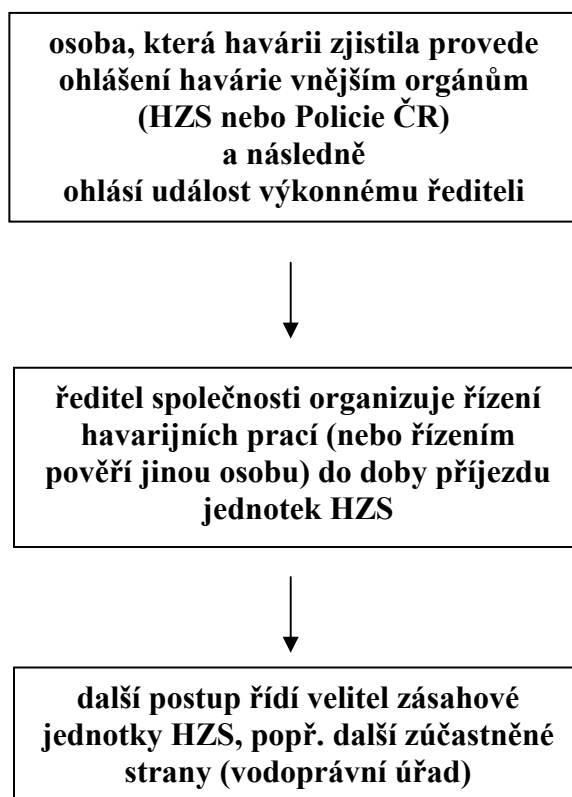 osoba, která havárii zjistila provede
ohlášení havárie vnějším orgánům
(HZS nebo Policie ČR)
a následně
ohlásí událost výkonnému řediteli
ředitel společnosti organizuje řízení
havarijních prací (nebo řízením
pověří jinou osobu) do doby příjezdu
jednotek HZS
další postup řídí velitel zásahové
jednotky HZS, popř. další zúčastněné
strany (vodoprávní úřad)